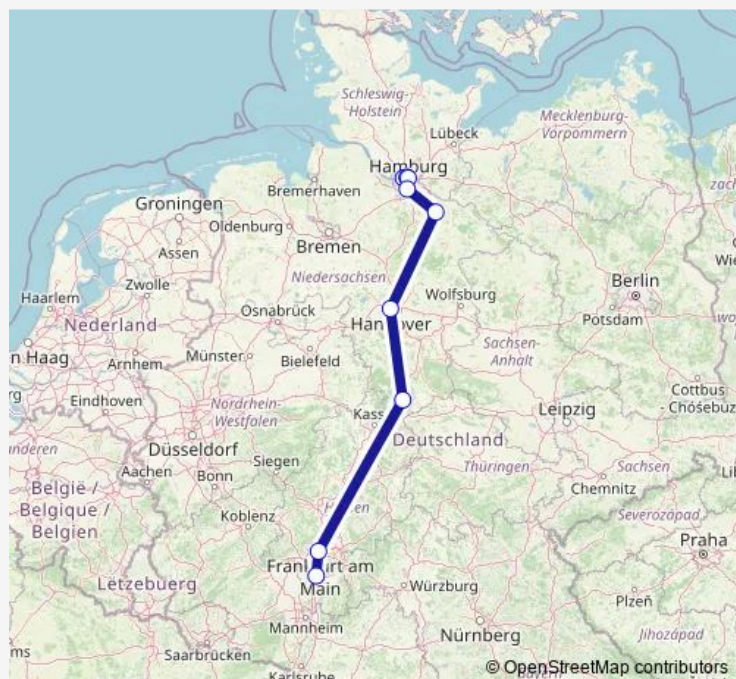 Schleswig-
Holstein
Mecklenburg-
Vorpommern
Lübeck
Hamburg
Bremerhaven
Groningen
Oldenburg
Bremen
Assen
Niedersachsen
Berlin
Zwolle
Wolfsburg
Potsdam
Haarlem
Nederland
Osnabrück
Hannover
Sachsen-
Anhalt
n Haag
Arnhem
Münster
Bielefeld
Cottbus
- Chóśebuz
Eindhoven
Nordrhein-
Westfalen
Kass
Leipzig
Düsseldorf
Deutschland
Aachen
Bonn
Siegen
Thüringen
Sachsen
Chemnitz
België /
Belgique /
Belgien
Koblenz
Severozápad
Praha
Frankfurt am
Main
Lëtzebuerg
Würzburg
Plzeň
Mannheim
Nürnberg
Jihozápad
Saarbrücken
Karlsruhe
© OpenStreetMap contributors